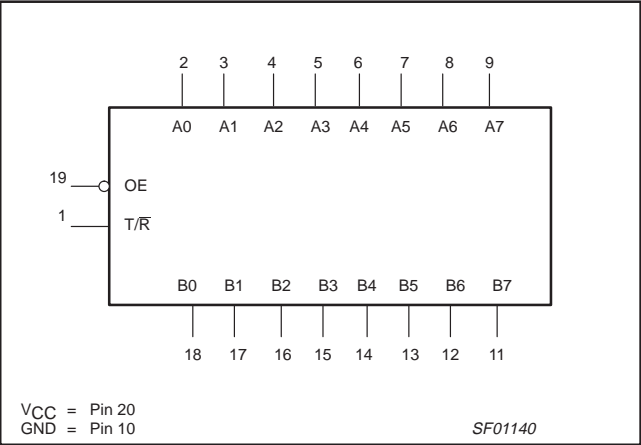 2 3 4 5 6 7 8 9
A0 A1 A2 A3 A4 A5 A6 A7
19 OE
1 T/R̅
B0 B1 B2 B3 B4 B5 B6 B7
18 17 16 15 14 13 12 11
VCC = Pin 20
GND = Pin 10
SF01140